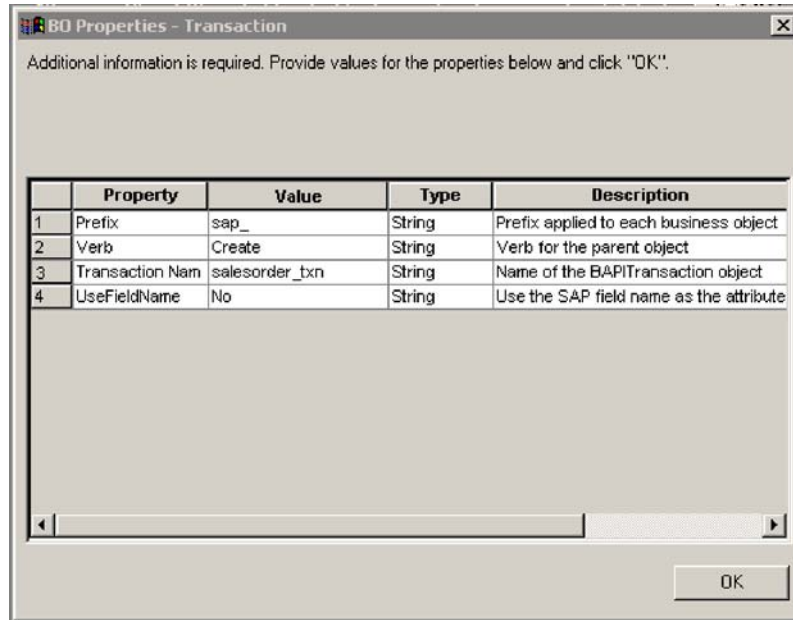 BO Properties - Transaction
Additional information is required. Provide values for the properties below and click "OK".
Property Value Type Description
1 Prefix sap_ String Prefix applied to each business object
2 Verb Create String Verb for the parent object
3 Transaction Nam salesorder_txn String Name of the BAPITransaction object
4 UseFieldName No String Use the SAP field name as the attribute
OK